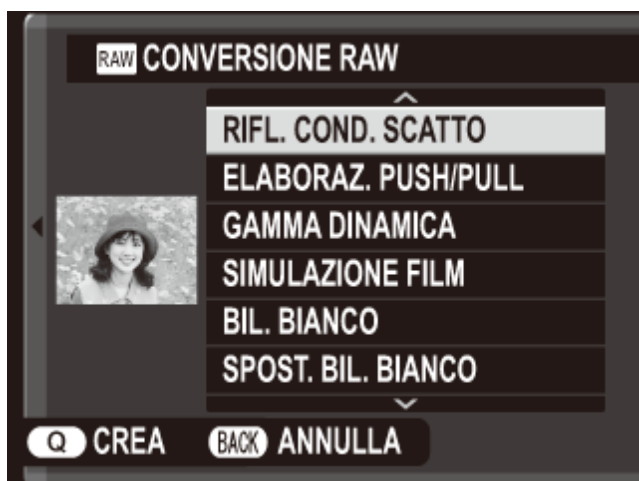 RAW CONVERSIONE RAW
RIFL. COND. SCATTO
ELABORAZ. PUSH/PULL
GAMMA DINAMICA
SIMULAZIONE FILM
BIL. BIANCO
SPOST. BIL. BIANCO
Q CREA BACK ANNULLA